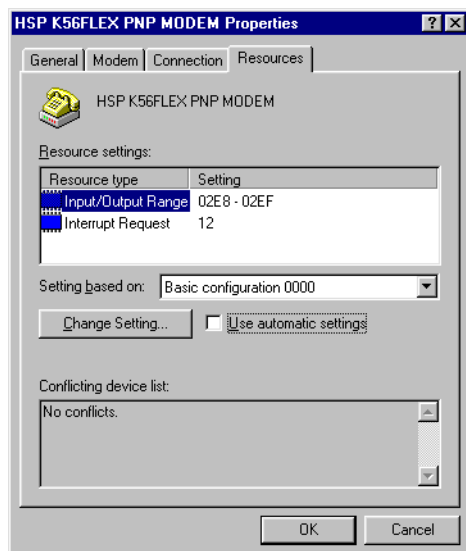 HSP K56FLEX PNP MODEM Properties
General Modem Connection Resources
HSP K56FLEX PNP MODEM
Resource settings:
Resource type Setting
Input/Output Range 02E8 - 02EF
Interrupt Request 12
Setting based on: Basic configuration 0000
Change Setting... Use automatic settings
Conflicting device list:
No conflicts.
OK Cancel